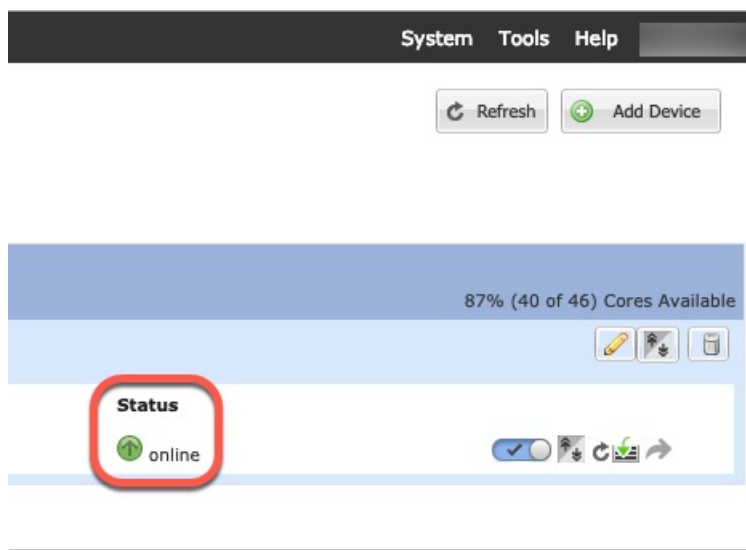 System Tools Help
Refresh Add Device
87% (40 of 46) Cores Available
Status
online